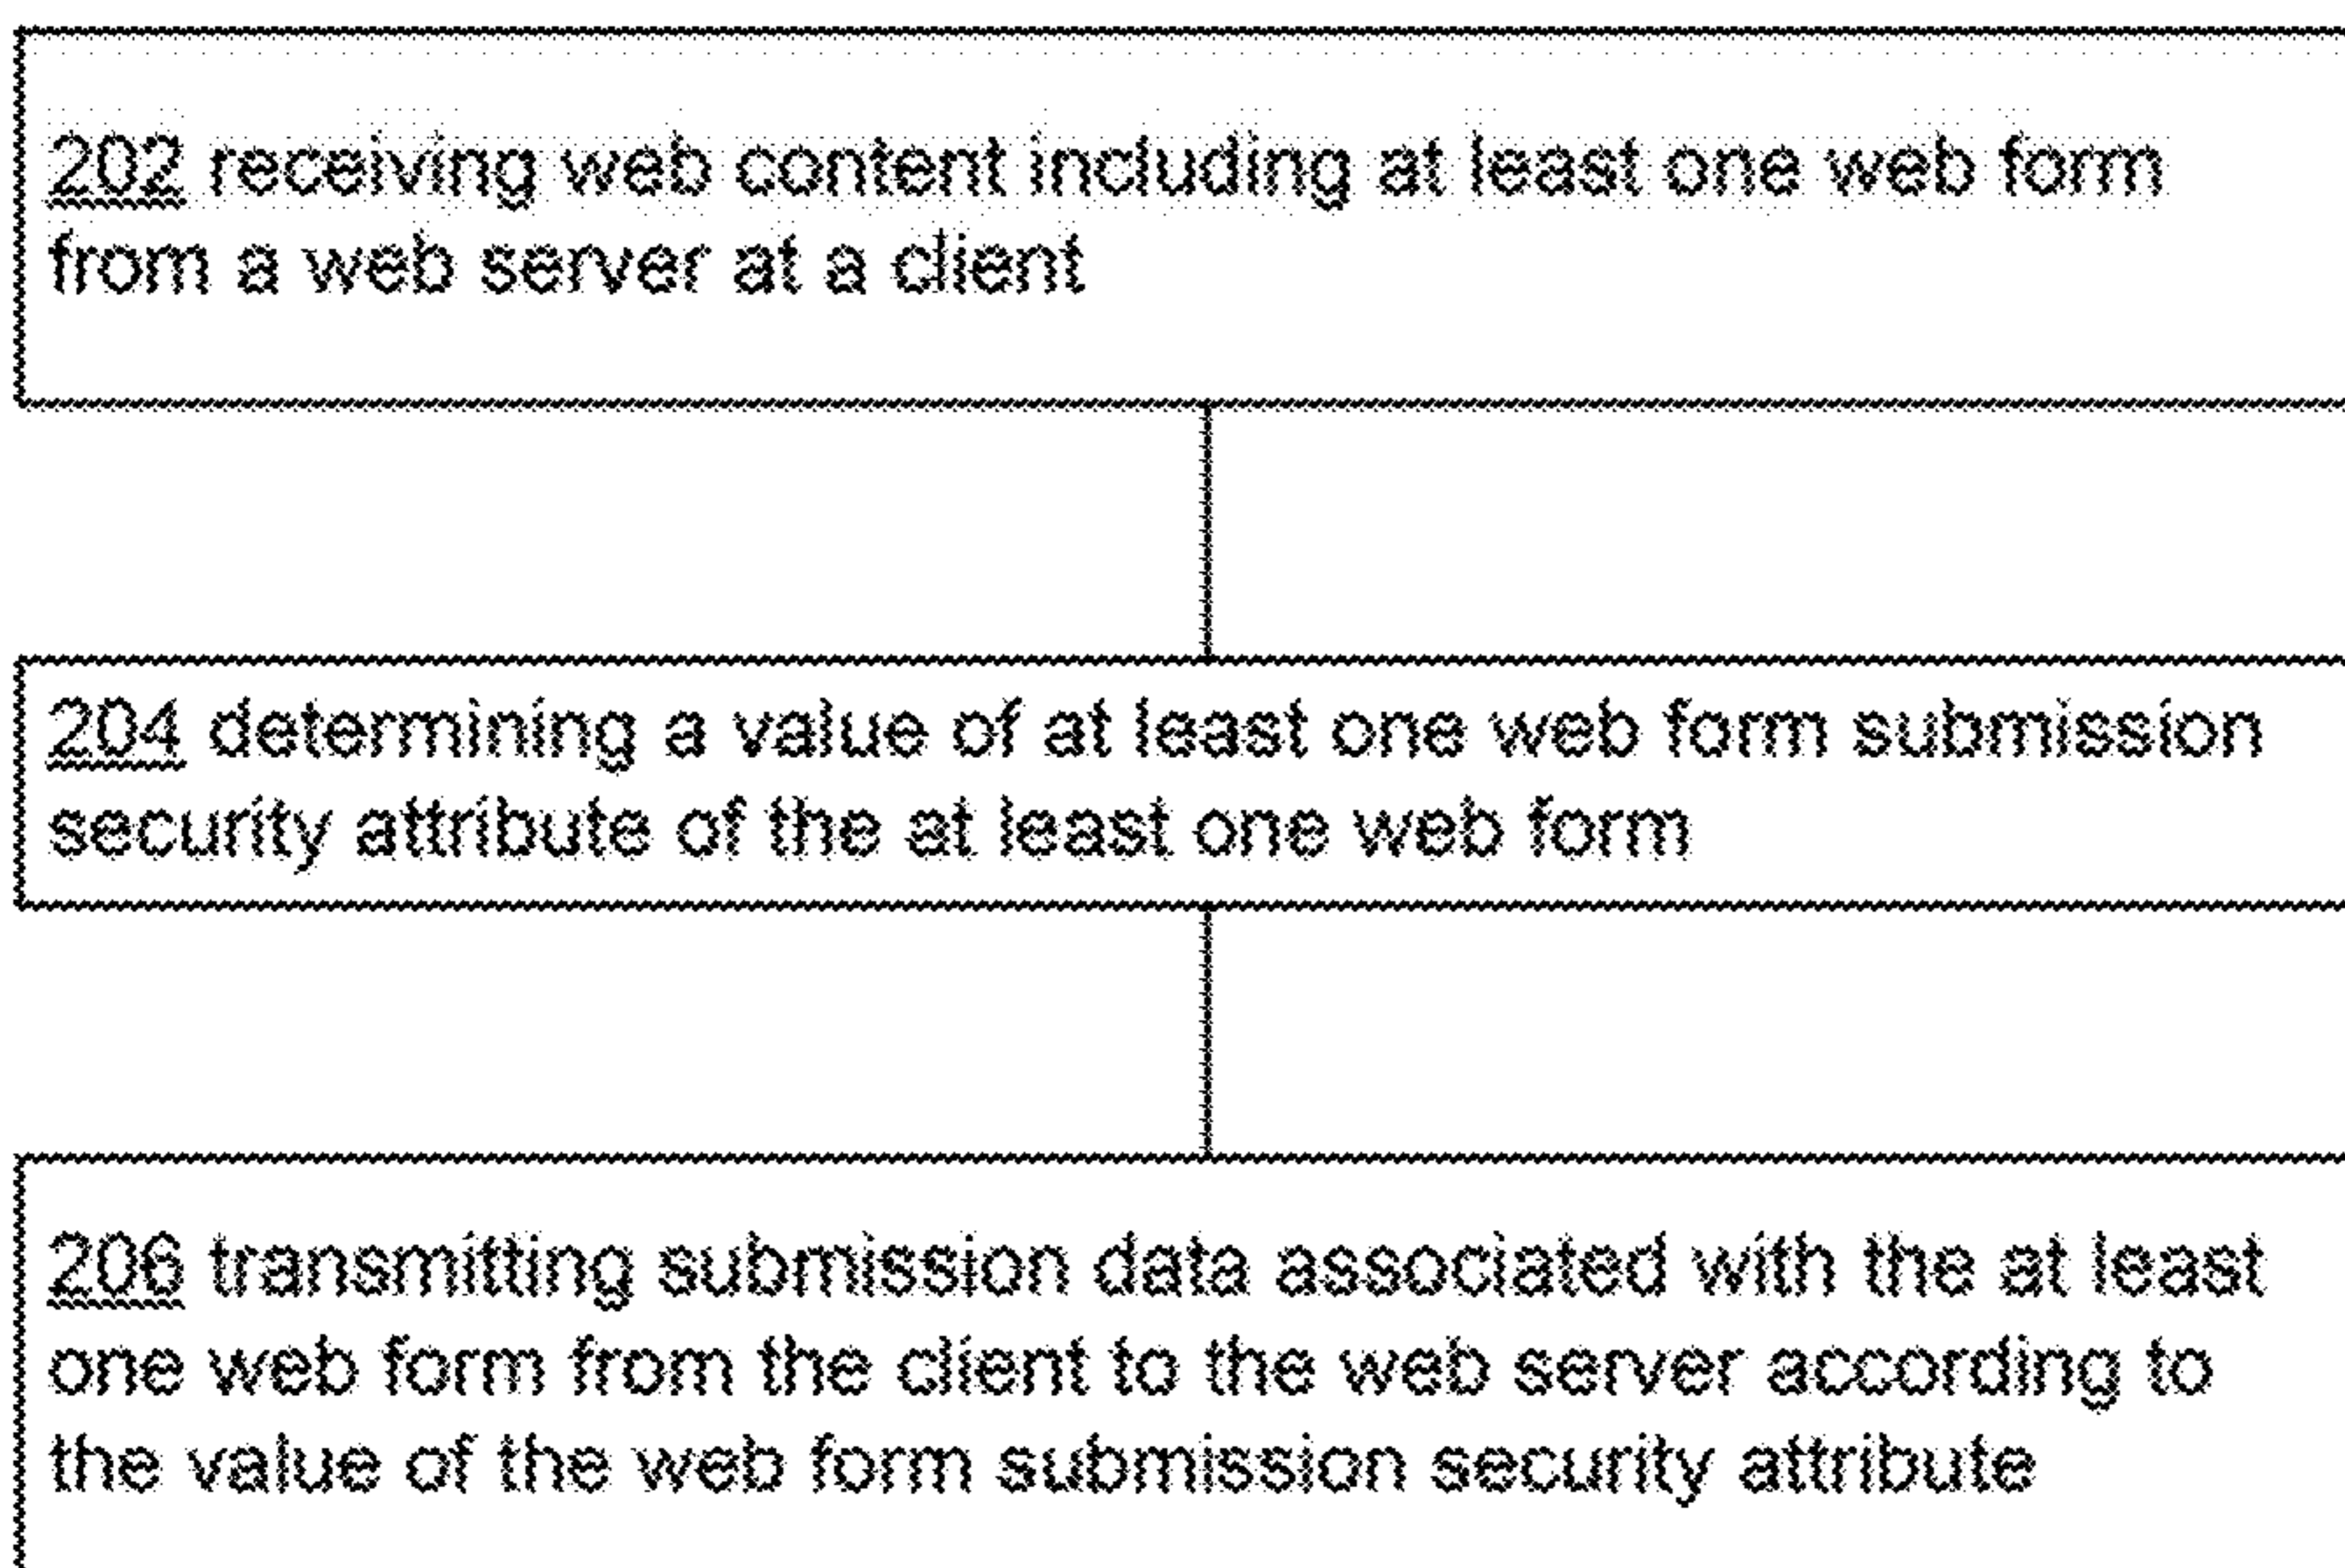 202 receiving web content including at least one web form
from a web server at a client
204 determining a value of at least one web form submission
security attribute of the at least one web form
206 transmitting submission data associated with the at least
one web form from the client to the web server according to
the value of the web form submission security attribute